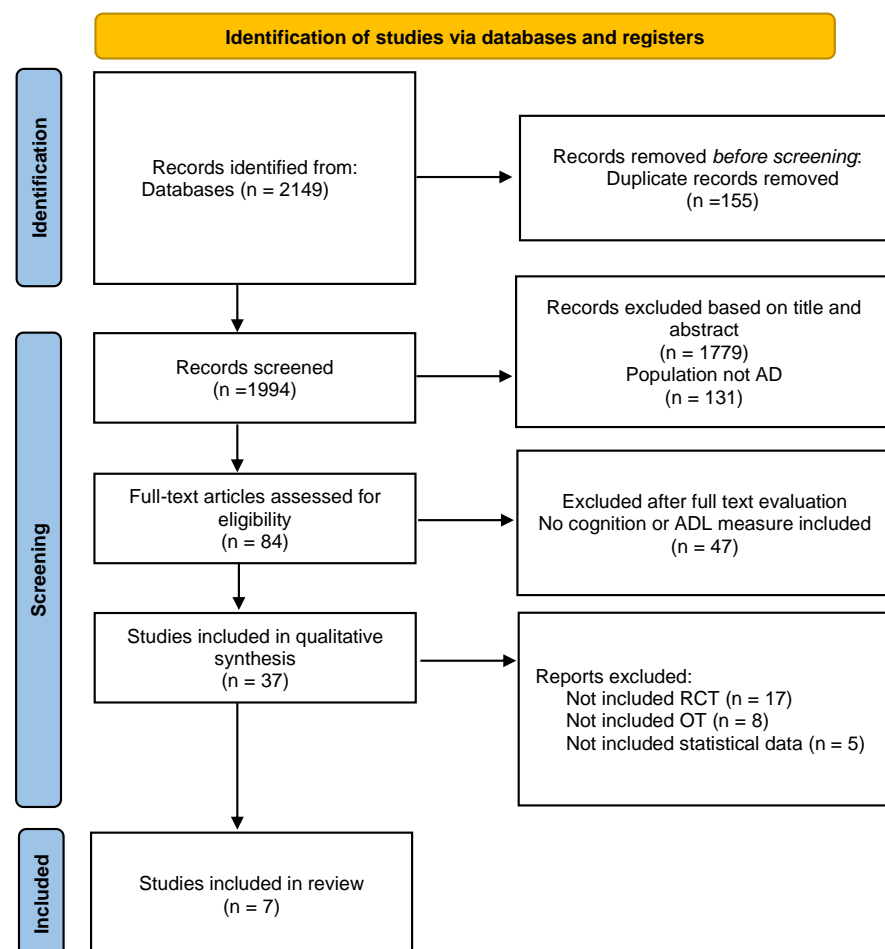 Identification of studies via databases and registers
Identification
Records identified from:
Databases (n = 2149)
Records removed before screening:
Duplicate records removed
(n =155)
Screening
Records screened
(n =1994)
Records excluded based on title and
abstract
(n = 1779)
Population not AD
(n = 131)
Full-text articles assessed for
eligibility
(n = 84)
Excluded after full text evaluation
No cognition or ADL measure included
(n = 47)
Studies included in qualitative
synthesis
(n = 37)
Reports excluded:
Not included RCT (n = 17)
Not included OT (n = 8)
Not included statistical data (n = 5)
Included
Studies included in review
(n = 7)